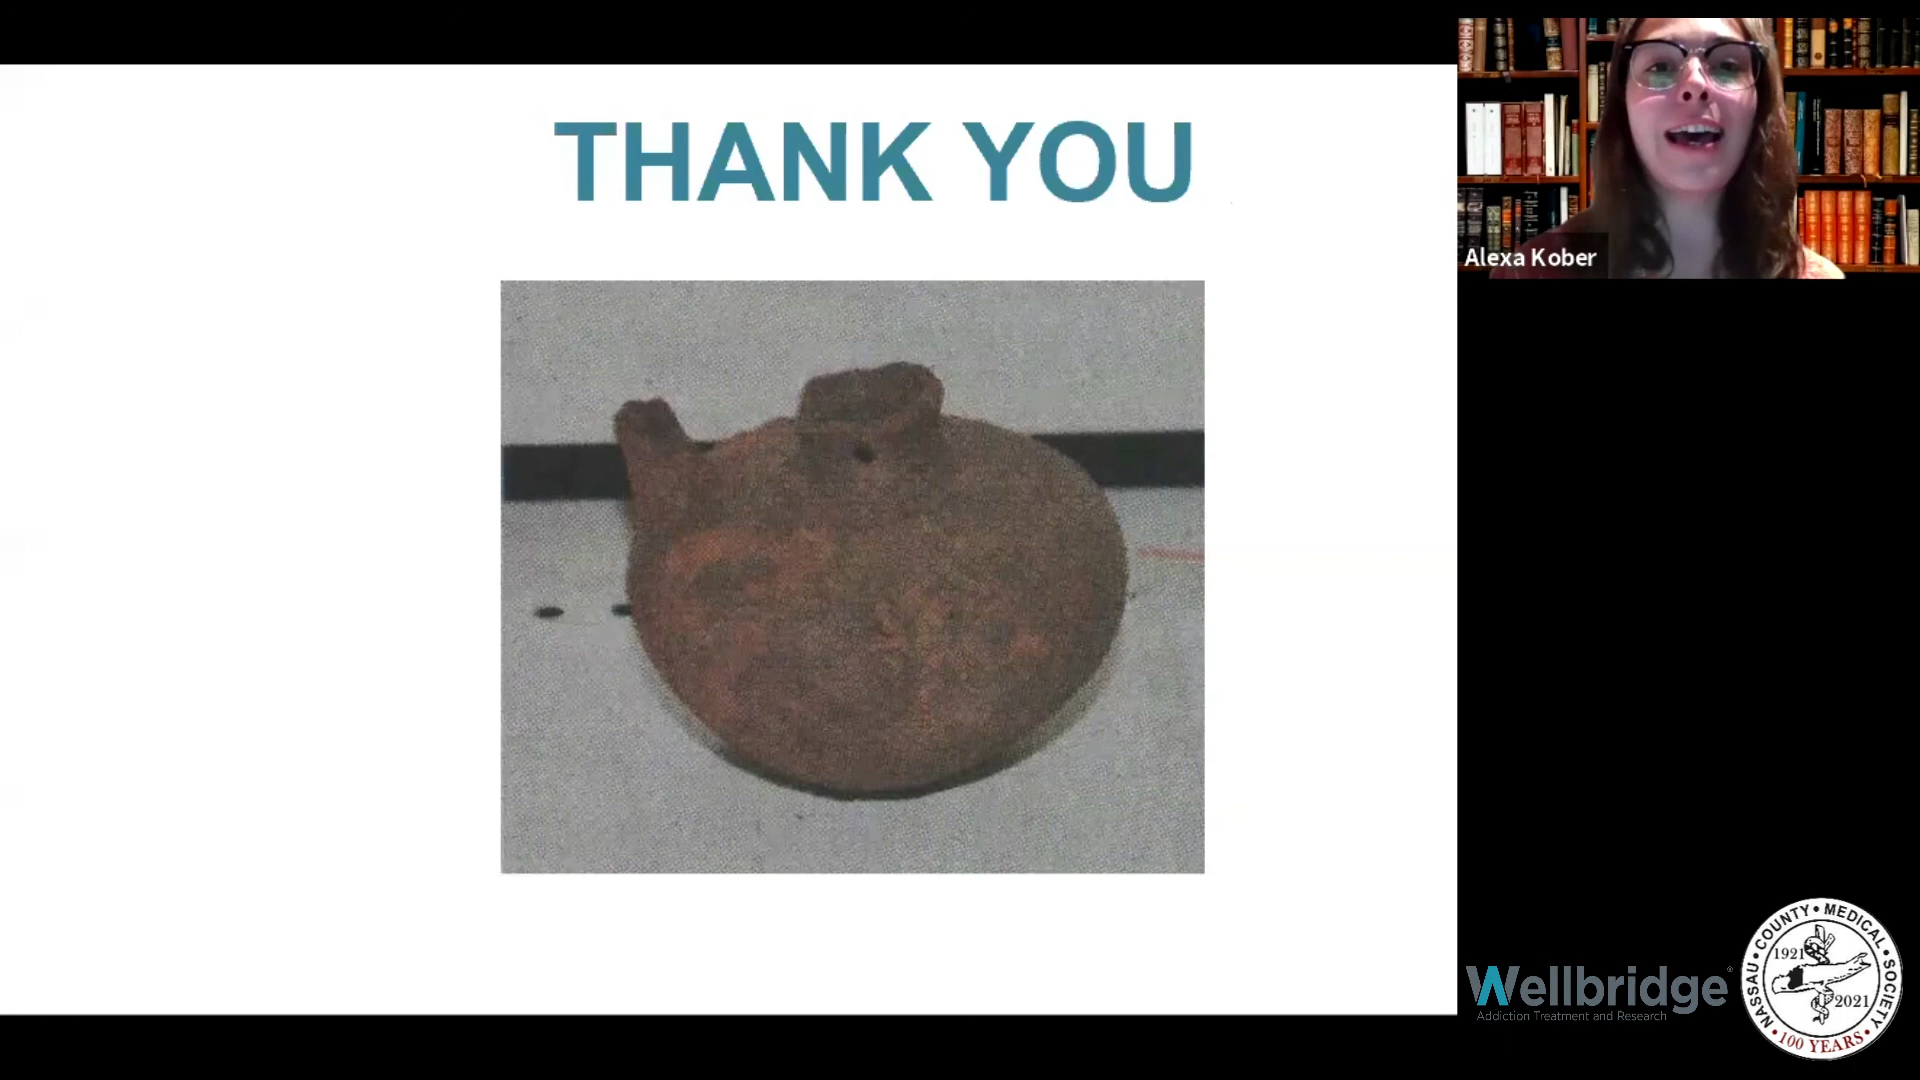 THANK YOU
Alexa Kober
Wellbridge
Addiction Treatment and Research
NASSAU • COUNTY • MEDICAL • SOCIETY
1921
2021
• 100 YEARS •